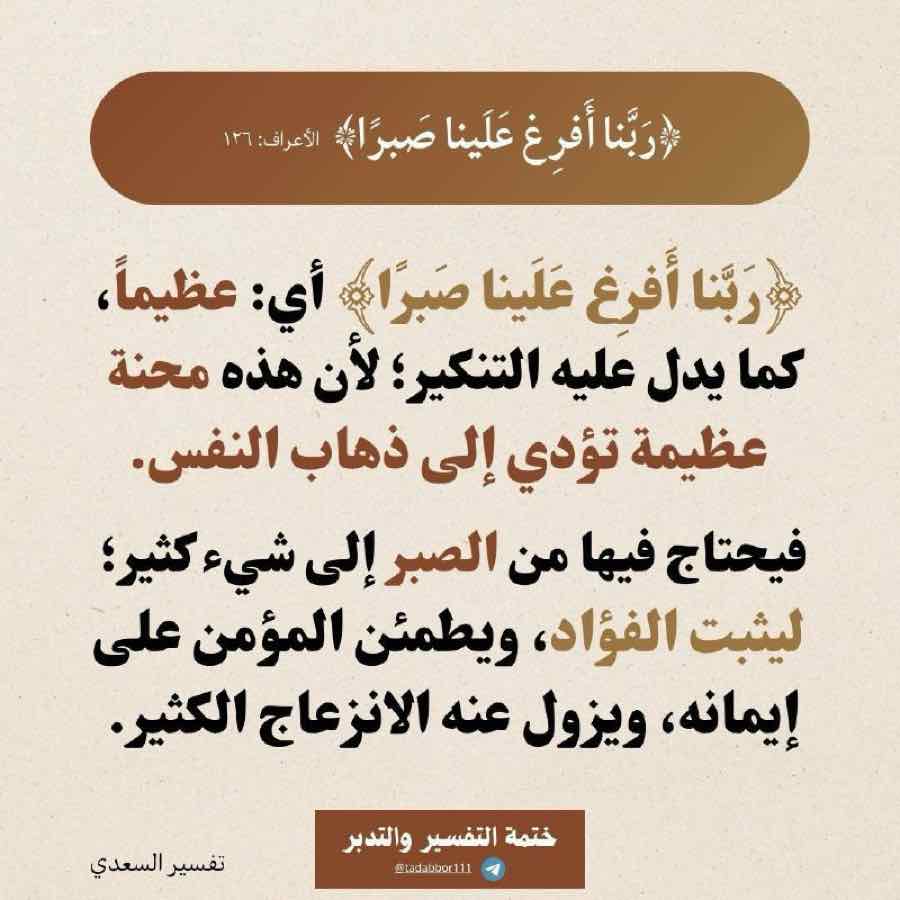 ﴿رَبَّنا أَفرِغ عَلَينا صَبرًا﴾ الأعراف: ١٢٦
﴿رَبَّنا أَفرِغ عَلَينا صَبرًا﴾ أي: عظيماً،
كما يدل عليه التنكير؛ لأن هذه محنة
عظيمة تؤدي إلى ذهاب النفس.
فيحتاج فيها من الصبر إلى شيء كثير؛
ليثبت الفؤاد، ويطمئن المؤمن على
إيمانه، ويزول عنه الانزعاج الكثير.
ختمة التفسير والتدبر
@tadabbor111
تفسير السعدي